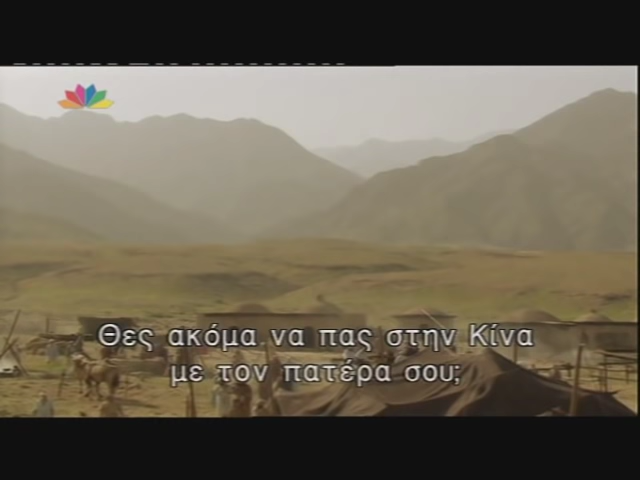 Θες ακόμα να πας στην Κίνα
με τον πατέρα σου;